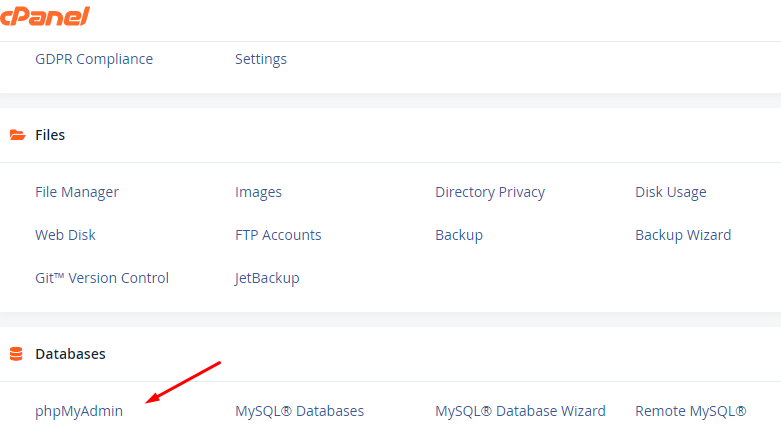 cPanel
GDPR Compliance Settings
Files
File Manager Images Directory Privacy Disk Usage
Web Disk FTP Accounts Backup Backup Wizard
Git™ Version Control JetBackup
Databases
phpMyAdmin MySQL® Databases MySQL® Database Wizard Remote MySQL®